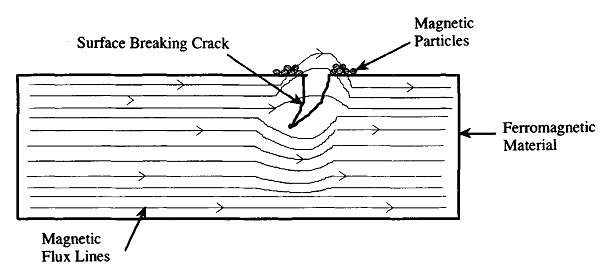 Magnetic
Particles
Surface Breaking Crack
Ferromagnetic
Material
Magnetic
Flux Lines